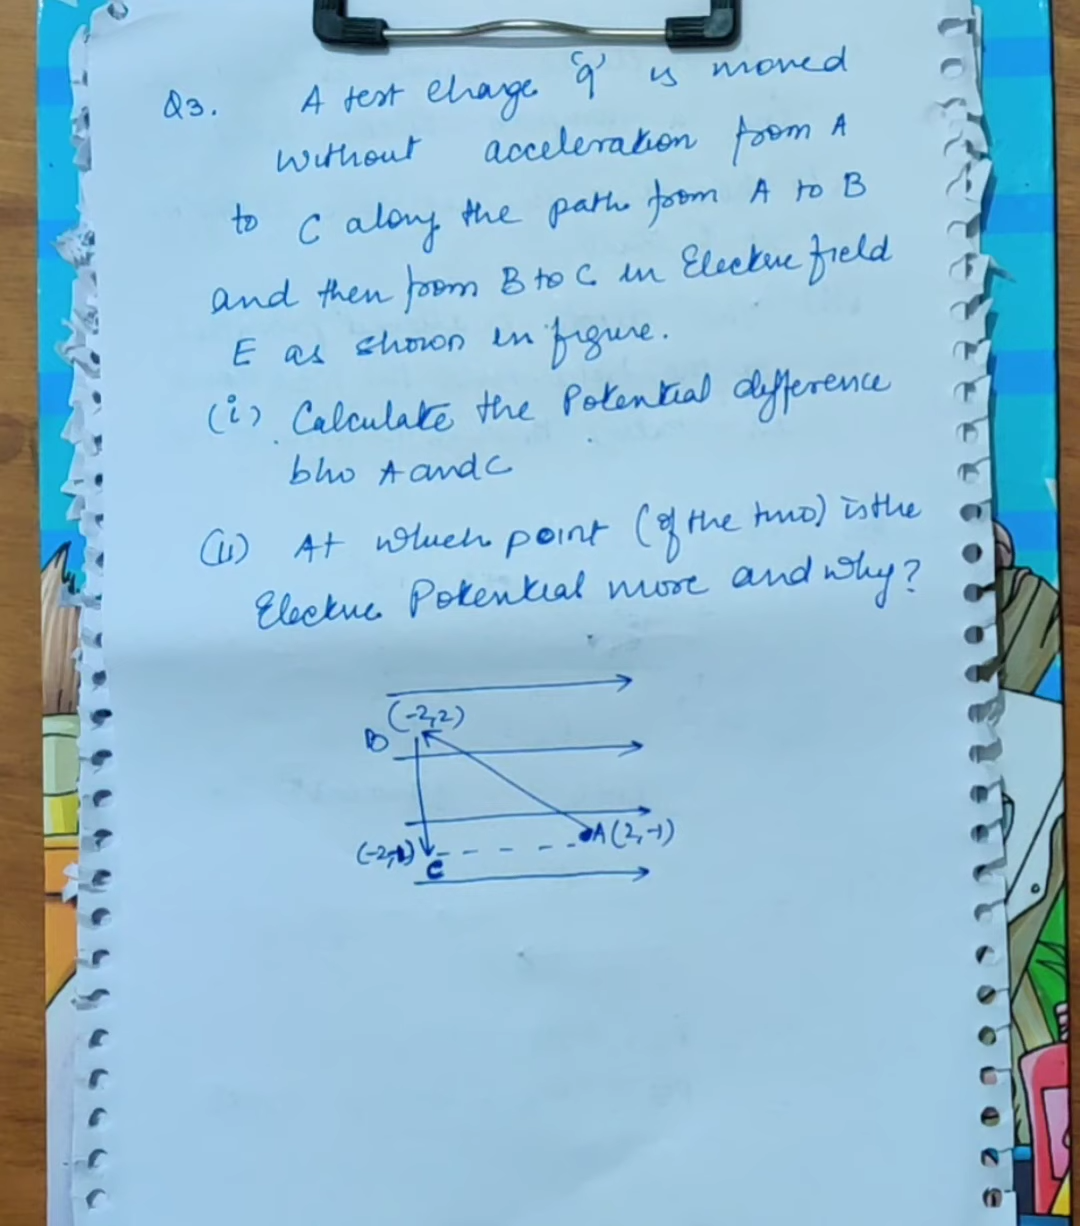 Q3. A test charge 'q' is moved
without acceleration from A
to C along the path from A to B
and then from B to C in Electric field
E as shown in figure.
(i) Calculate the Potential difference
b/w A and C
(ii) At which point (of the two) is the
Electric Potential more and why?
(-2,2)
B
A(2,-1)
(-2,-1)
C